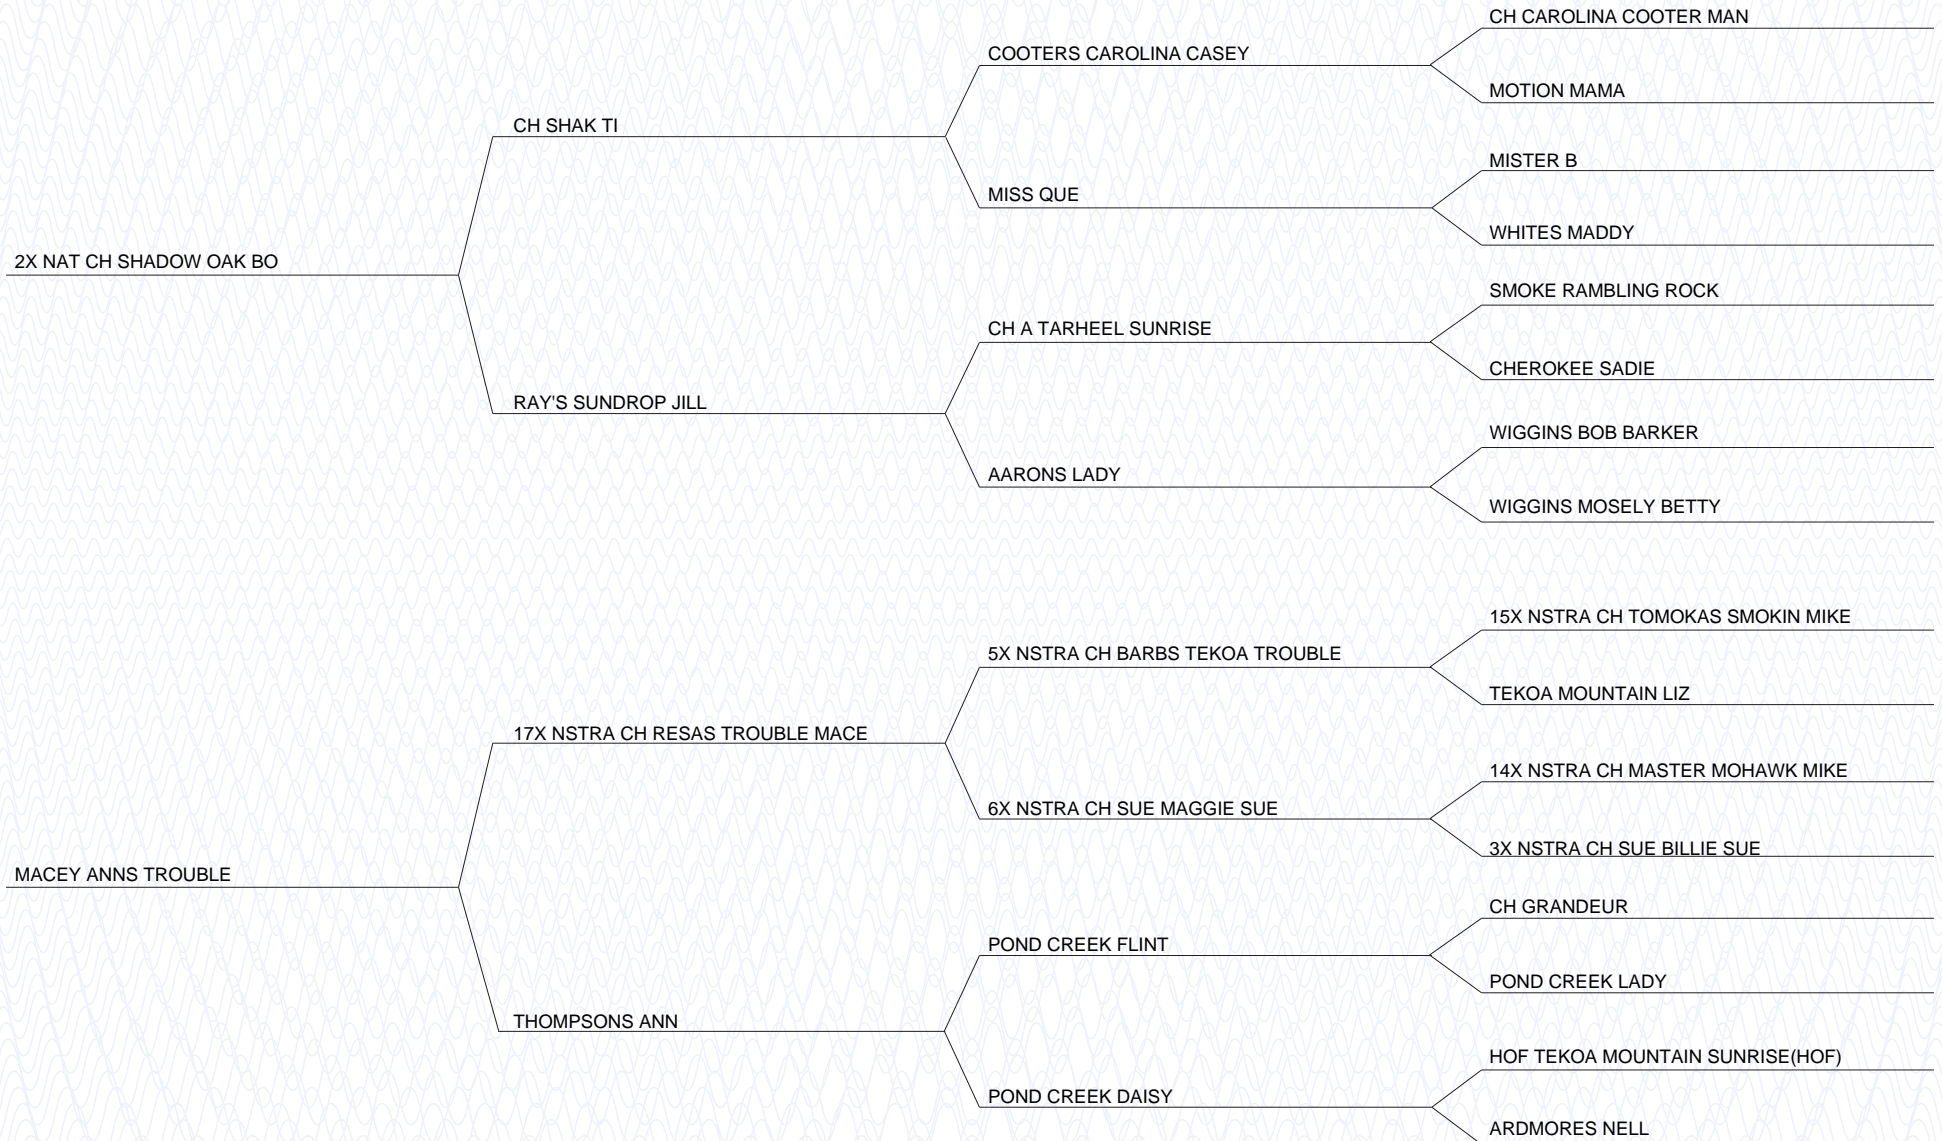 CH CAROLINA COOTER MAN
COOTERS CAROLINA CASEY
MOTION MAMA
CH SHAK TI
MISTER B
MISS QUE
WHITES MADDY
2X NAT CH SHADOW OAK BO
SMOKE RAMBLING ROCK
CH A TARHEEL SUNRISE
CHEROKEE SADIE
RAY'S SUNDROP JILL
WIGGINS BOB BARKER
AARONS LADY
WIGGINS MOSELY BETTY
15X NSTRA CH TOMOKAS SMOKIN MIKE
5X NSTRA CH BARBS TEKOA TROUBLE
TEKOA MOUNTAIN LIZ
17X NSTRA CH RESAS TROUBLE MACE
14X NSTRA CH MASTER MOHAWK MIKE
6X NSTRA CH SUE MAGGIE SUE
3X NSTRA CH SUE BILLIE SUE
MACEY ANNS TROUBLE
CH GRANDEUR
POND CREEK FLINT
POND CREEK LADY
THOMPSONS ANN
HOF TEKOA MOUNTAIN SUNRISE(HOF)
POND CREEK DAISY
ARDMORES NELL